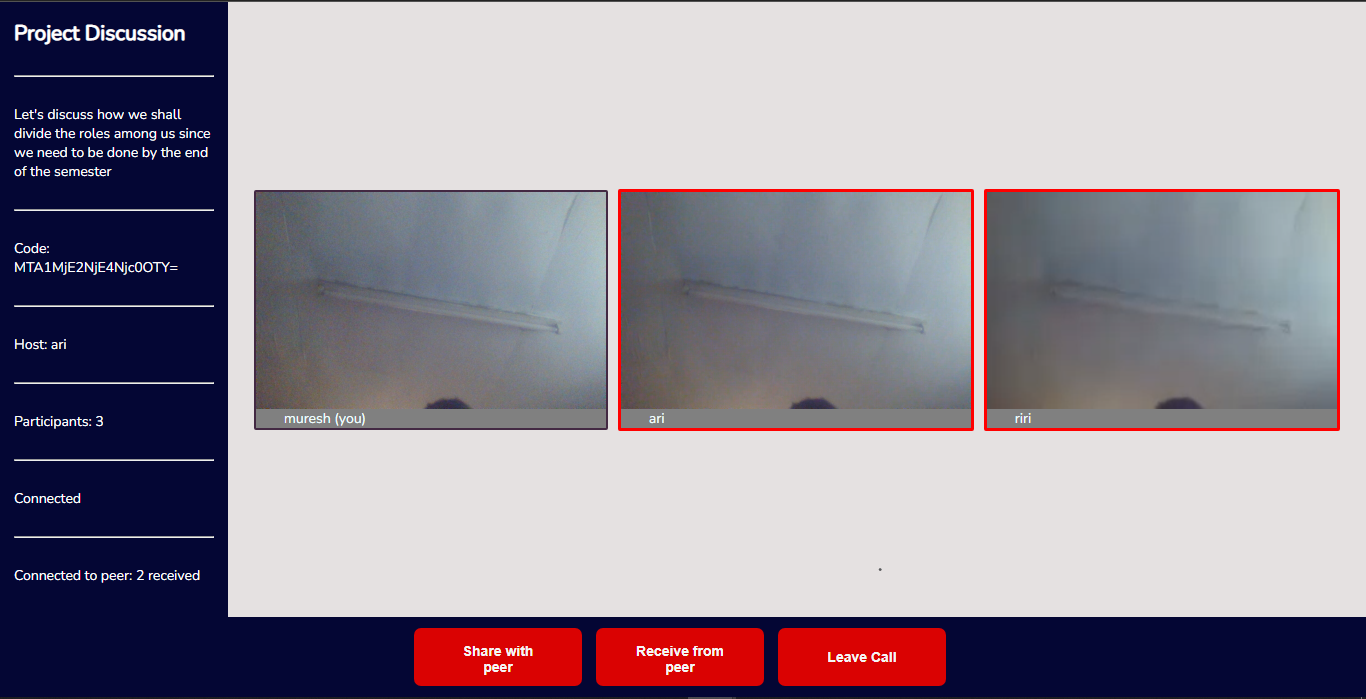 Project Discussion
Let's discuss how we shall
divide the roles among us since
we need to be done by the end
of the semester
Code:
MTA1MjE2NjE4Njc0OTY=
Host: ari
Participants: 3
Connected
Connected to peer: 2 received
muresh (you)
ari
riri
Share with
peer
Receive from
peer
Leave Call